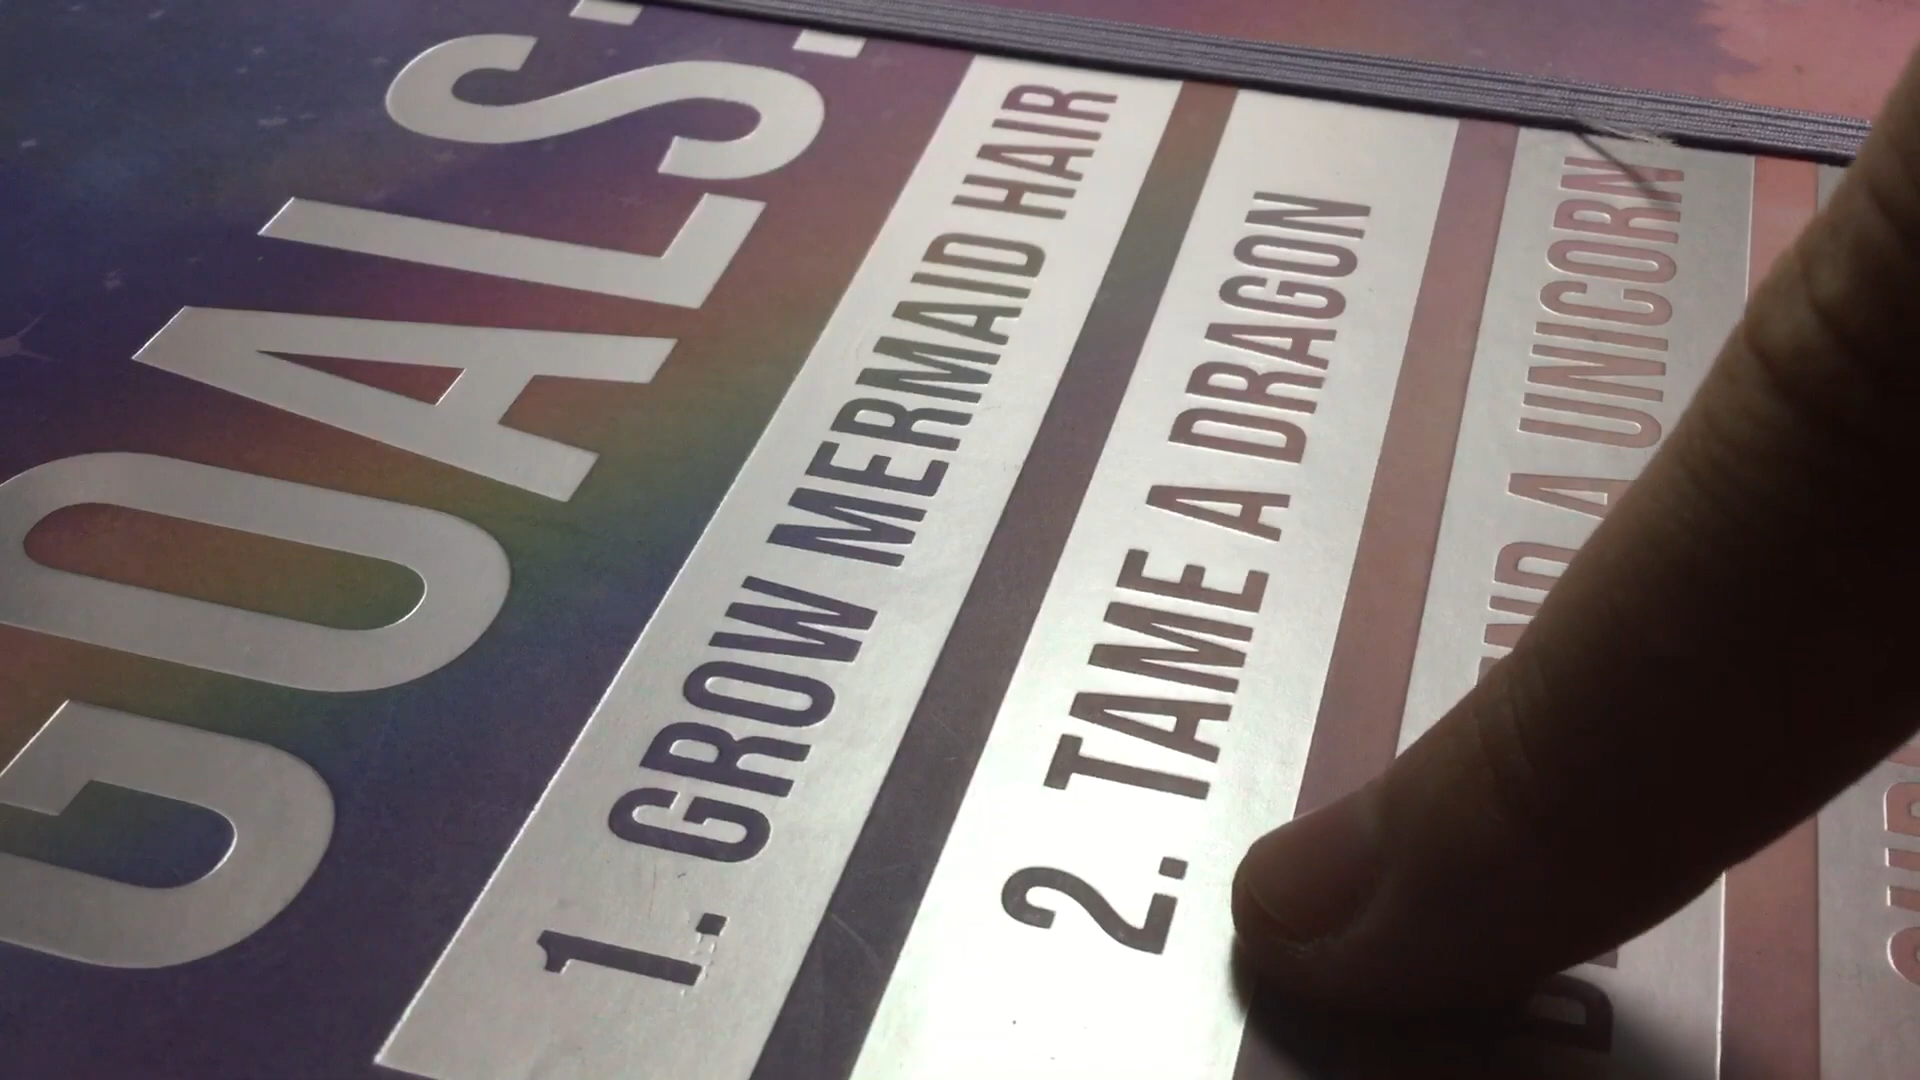 GOALS:
1. GROW MERMAID HAIR
2. TAME A DRAGON
A UNICORN